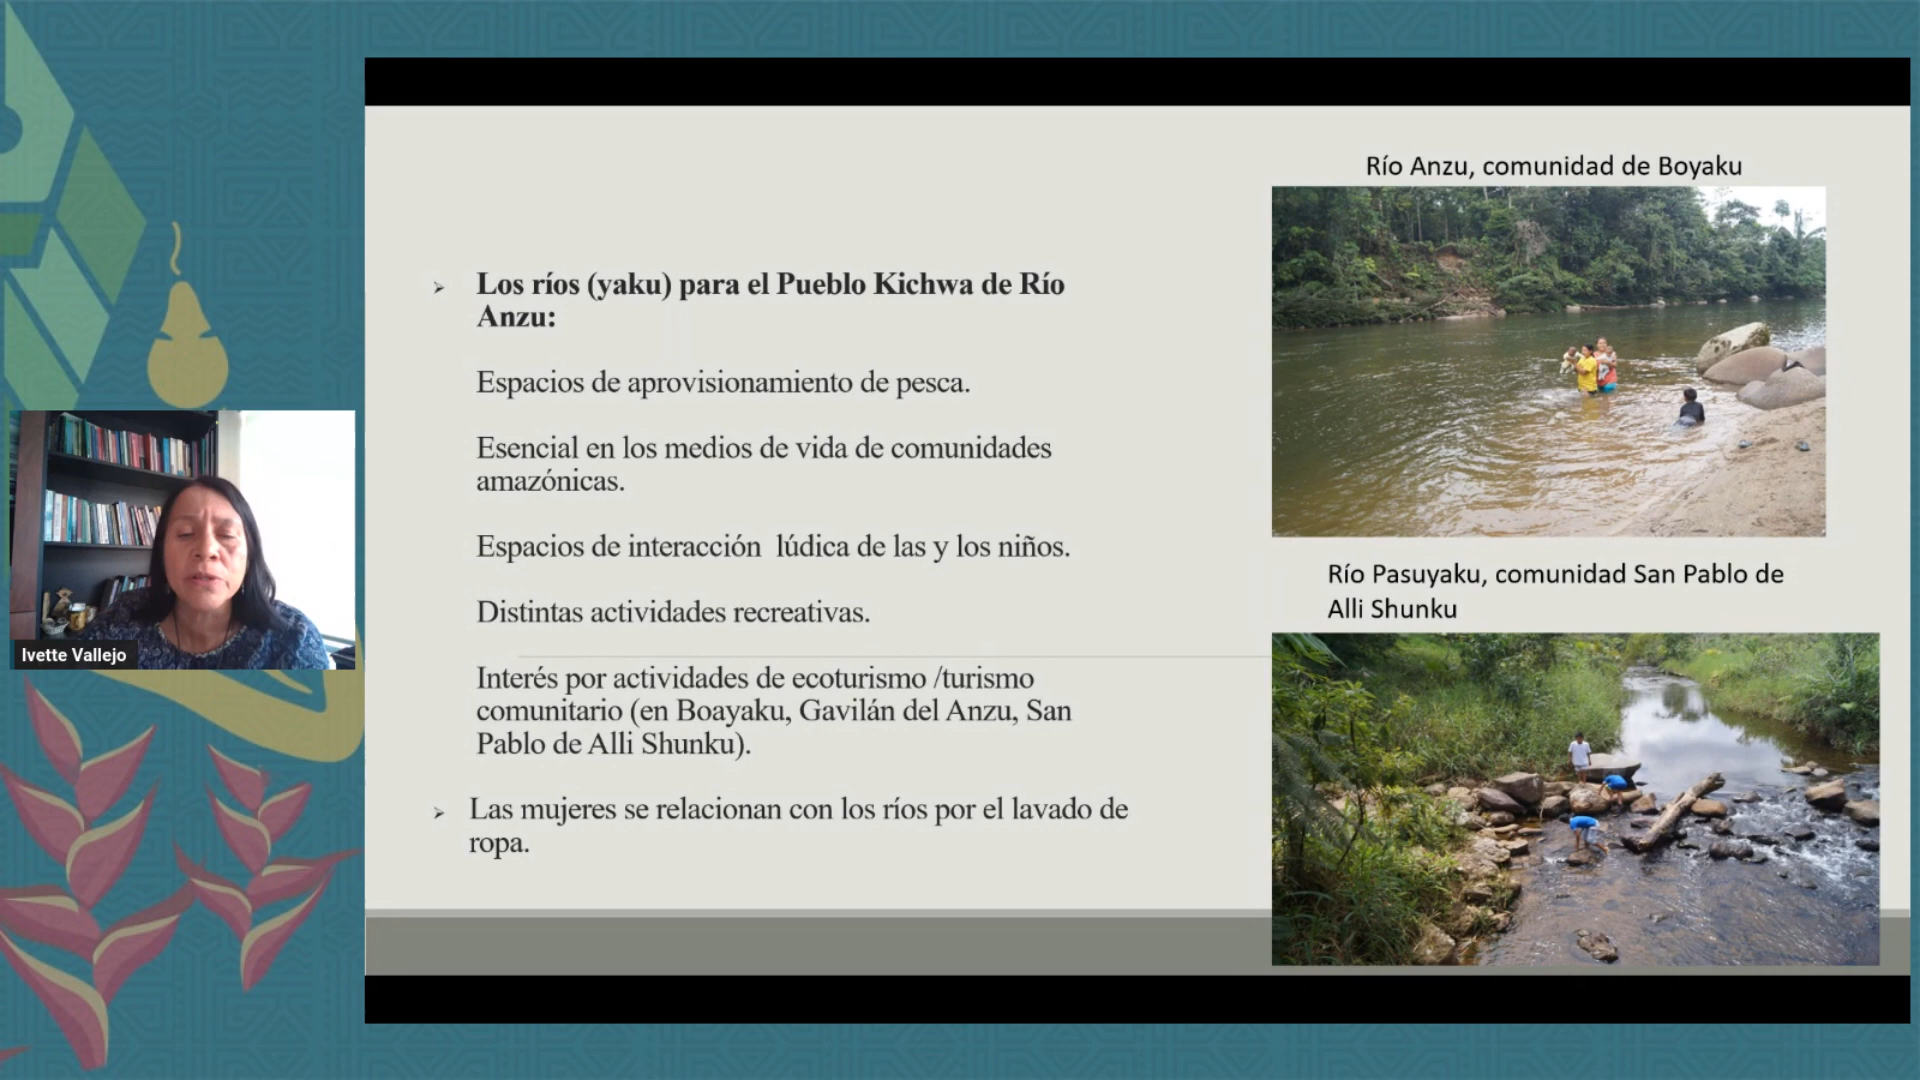 Río Anzu, comunidad de Boyaku
Los ríos (yaku) para el Pueblo Kichwa de Río
Anzu:
Espacios de aprovisionamiento de pesca.
Esencial en los medios de vida de comunidades
amazónicas.
Espacios de interacción lúdica de las y los niños.
Distintas actividades recreativas.
Interés por actividades de ecoturismo /turismo
comunitario (en Boayaku, Gavilán del Anzu, San
Pablo de Alli Shunku).
Las mujeres se relacionan con los ríos por el lavado de
ropa.
Río Pasuyaku, comunidad San Pablo de
Alli Shunku
Ivette Vallejo